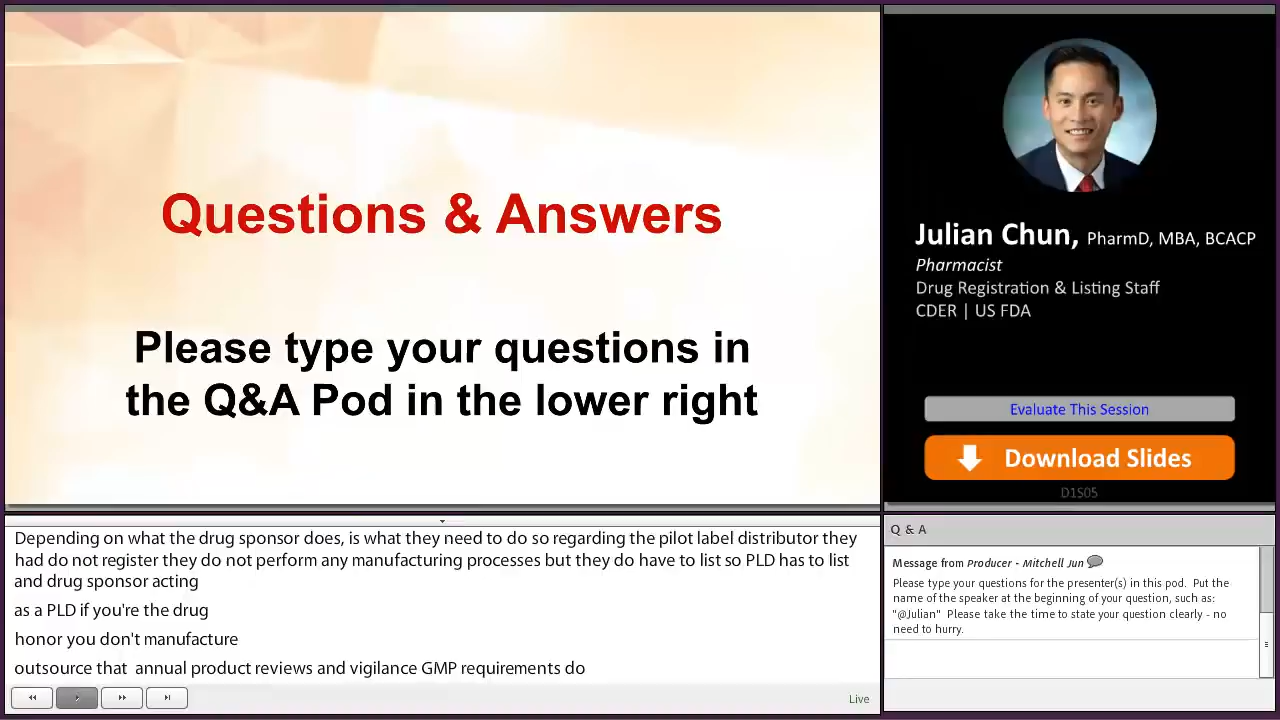 Questions & Answers
Please type your questions in
the Q&A Pod in the lower right
Julian Chun, PharmD, MBA, BCACP
Pharmacist
Drug Registration & Listing Staff
CDER | US FDA
Evaluate This Session
Download Slides
D1S05
Depending on what the drug sponsor does, is what they need to do so regarding the pilot label distributor they
had do not register they do not perform any manufacturing processes but they do have to list so PLD has to list
and drug sponsor acting
as a PLD if you're the drug
honor you don't manufacture
outsource that annual product reviews and vigilance GMP requirements do
Live
Q & A
Message from Producer - Mitchell Jun
Please type your questions for the presenter(s) in this pod. Put the
name of the speaker at the beginning of your question, such as:
"@Julian" Please take the time to state your question clearly - no
need to hurry.